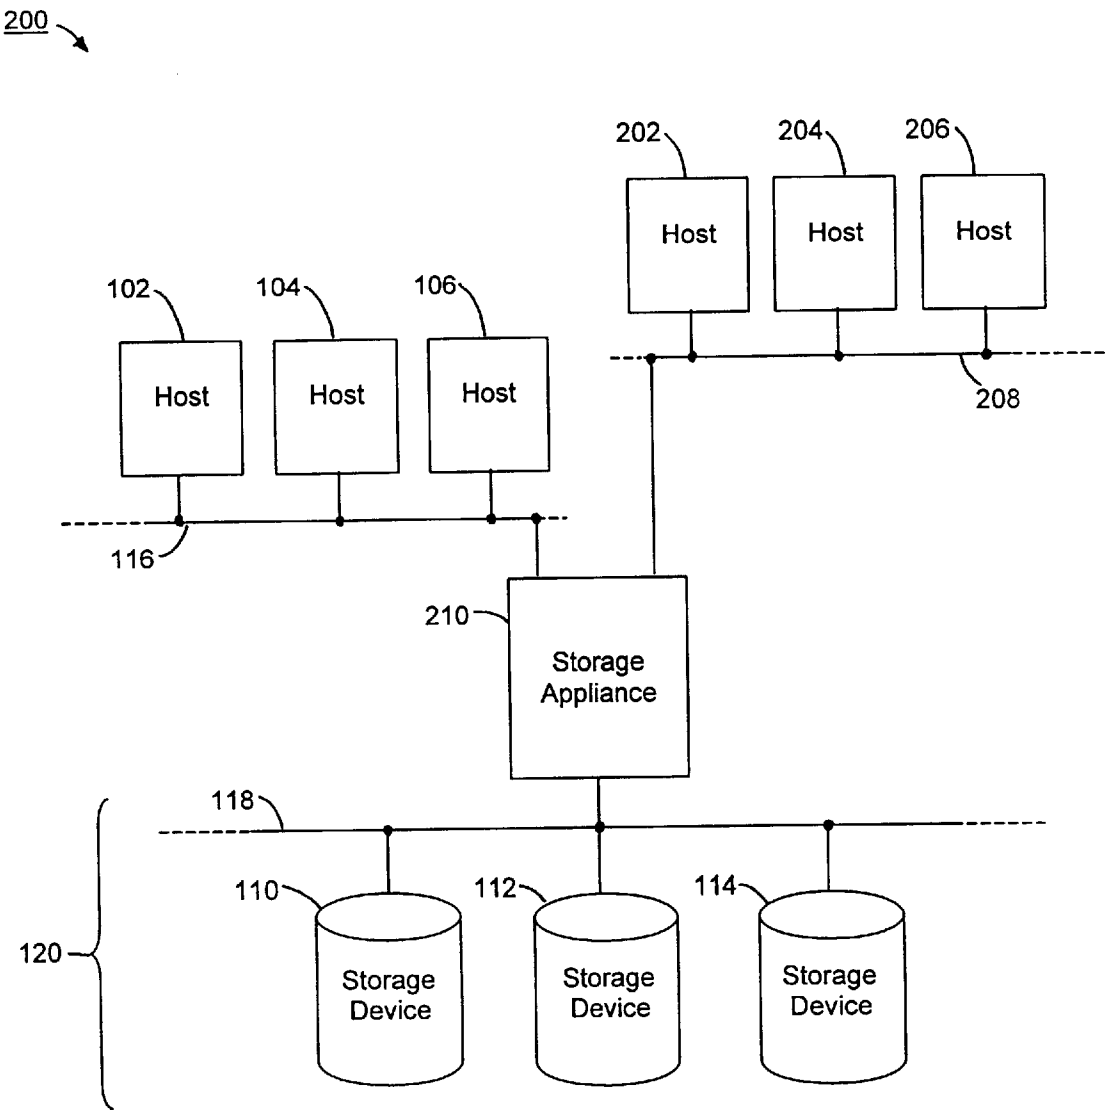 200
202
204
206
Host
Host
Host
102
104
106
208
Host
Host
Host
116
210
Storage
Appliance
118
110
112
114
120
Storage
Device
Storage
Device
Storage
Device